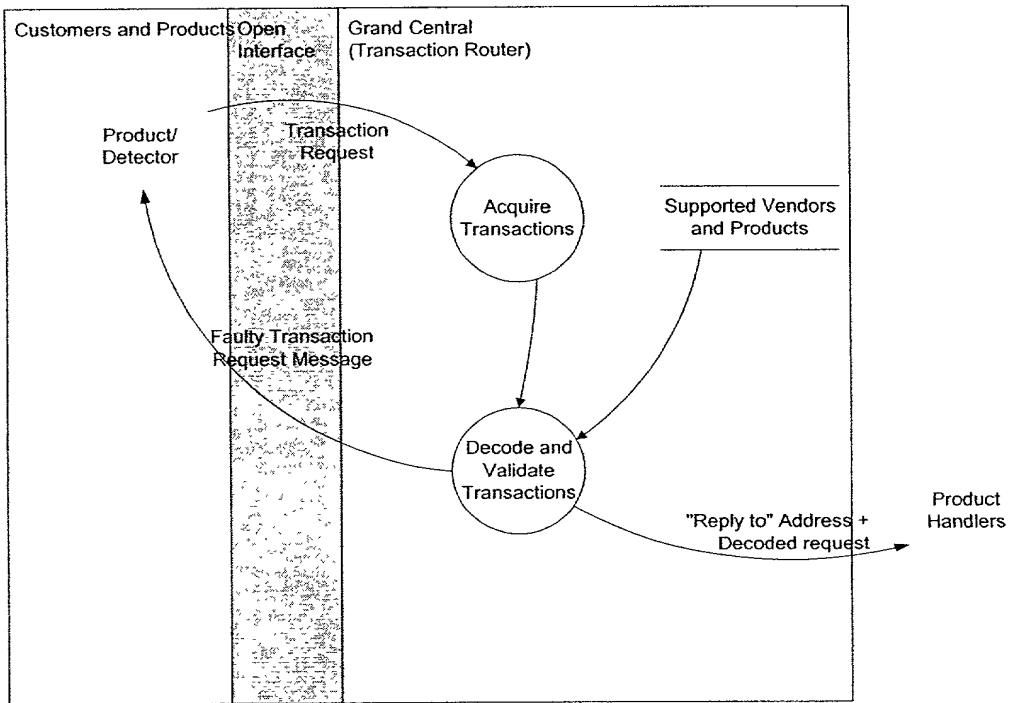 Customers and Products
Open
Interface
Grand Central
(Transaction Router)
Product/
Detector
Transaction
Request
Acquire
Transactions
Supported Vendors
and Products
Faulty Transaction
Request Message
Decode and
Validate
Transactions
"Reply to" Address +
Decoded request
Product
Handlers